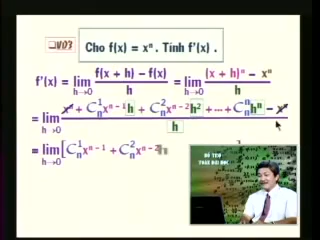 ❑VD3 Cho f(x) = xⁿ. Tính f'(x).
f'(x) = lim h→0 f(x + h) − f(x) / h = lim h→0 (x + h)ⁿ − xⁿ / h
= lim h→0 xⁿ + C¹ₙxⁿ⁻¹h + C²ₙxⁿ⁻²h² + ... + Cⁿₙhⁿ − xⁿ / h
= lim h→0 [C¹ₙxⁿ⁻¹ + C²ₙxⁿ⁻²h